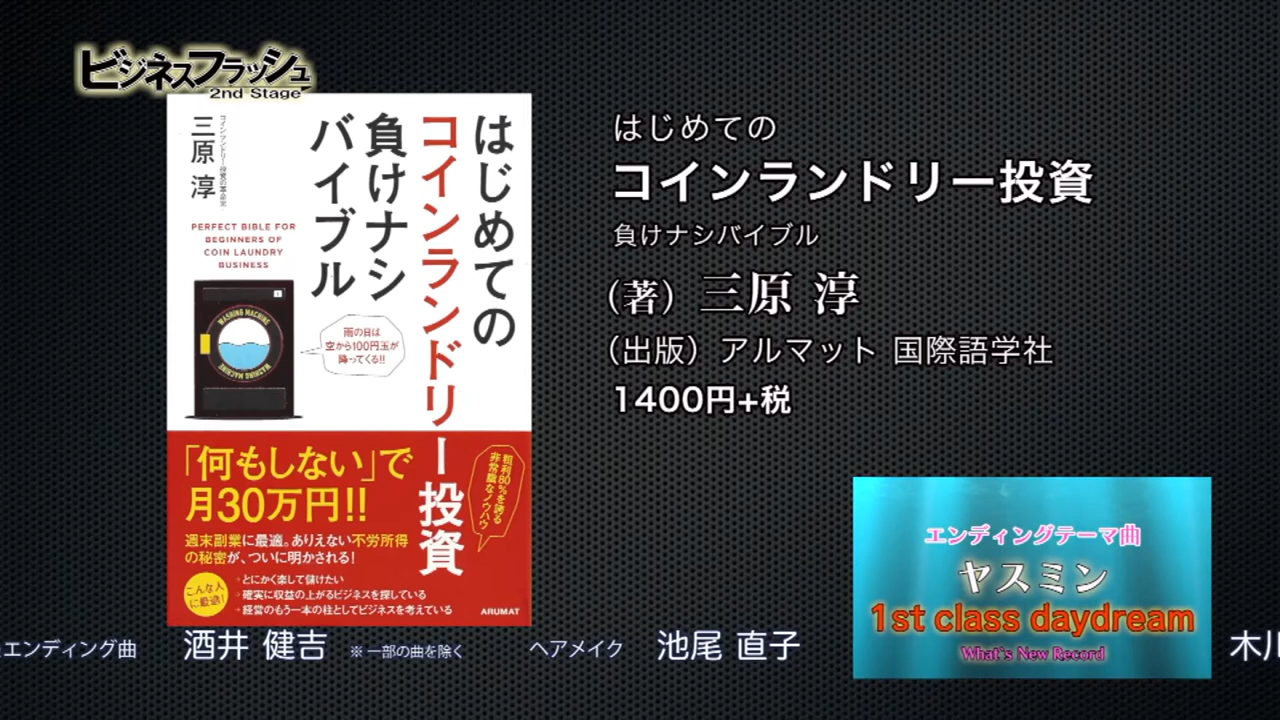 ビジネスフラッシュ
2nd Stage
はじめての
コインランドリー投資
負けナシ
バイブル
三原 淳
PERFECT BIBLE FOR
BEGINNERS OF
COIN LAUNDRY
BUSINESS
WASHING MACHINE
WASHING MACHINE
雨の日は
空から100円玉が
降ってくる!!
「何もしない」で
月30万円!!
粗利80%を誇る
非常識なノウハウ
週末副業に最適。ありえない不労所得
の秘密が、ついに明かされる!
こんな人
に最適!
とにかく楽して儲けたい
確実に収益の上がるビジネスを探している
経営のもう一本の柱としてビジネスを考えている
ARUMAT
はじめての
コインランドリー投資
負けナシバイブル
(著) 三原 淳
(出版) アルマット 国際語学社
1400円+税
エンディングテーマ曲
ヤスミン
1st class daydream
What's New Record
エンディング曲 酒井 健吉 ※ 一部の曲を除く ヘアメイク 池尾 直子 木川